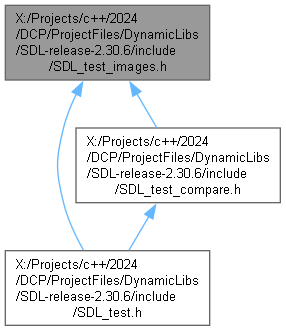 X:/Projects/c++/2024
/DCP/ProjectFiles/DynamicLibs
/SDL-release-2.30.6/include
/SDL_test_images.h
X:/Projects/c++/2024
/DCP/ProjectFiles/DynamicLibs
/SDL-release-2.30.6/include
/SDL_test_compare.h
X:/Projects/c++/2024
/DCP/ProjectFiles/DynamicLibs
/SDL-release-2.30.6/include
/SDL_test.h